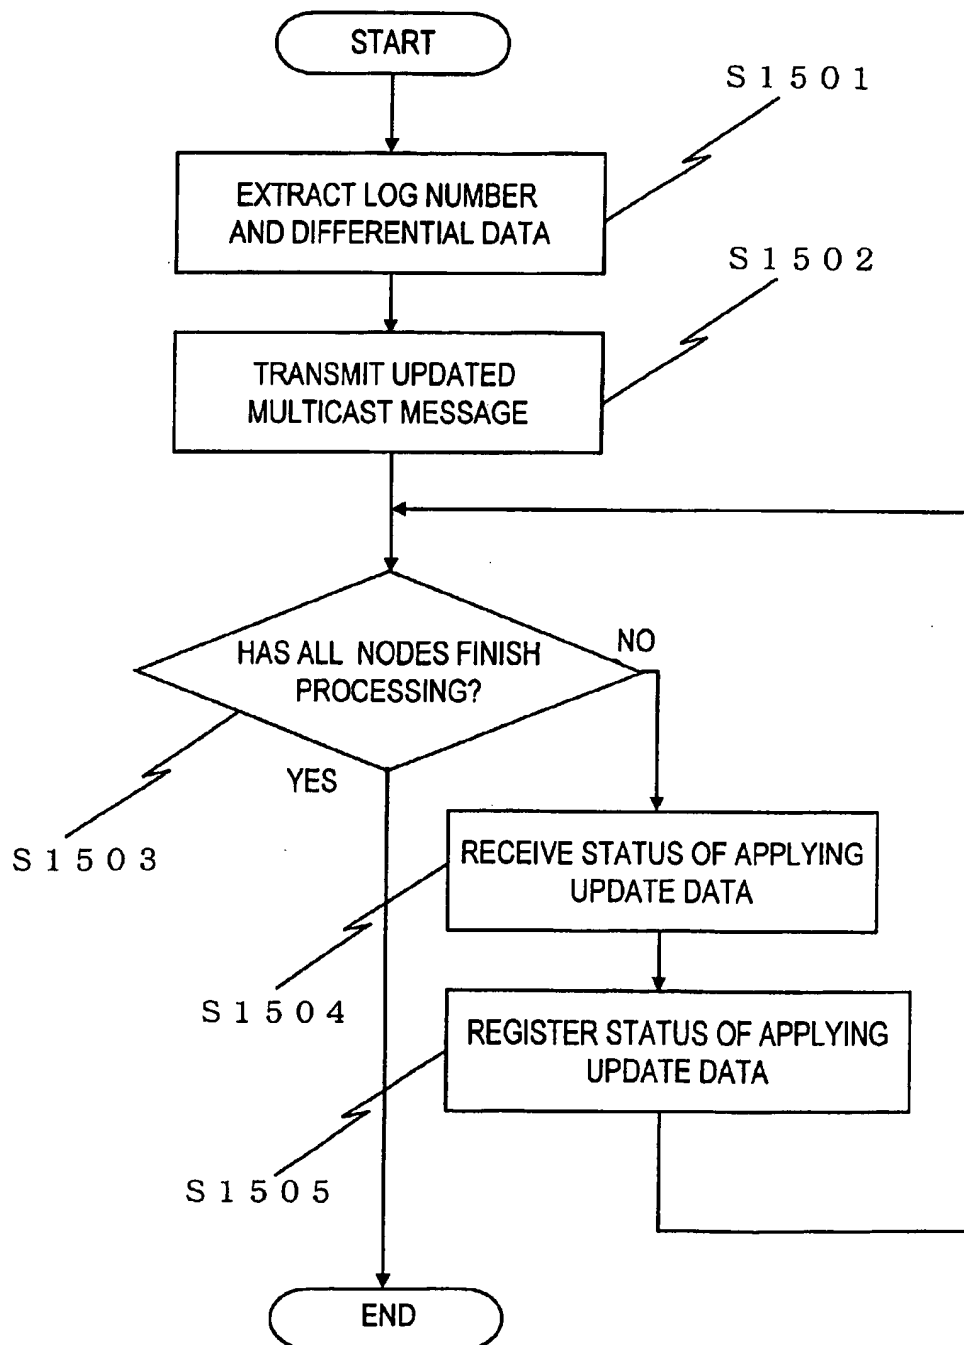 START
S1501
EXTRACT LOG NUMBER
AND DIFFERENTIAL DATA
S1502
TRANSMIT UPDATED
MULTICAST MESSAGE
HAS ALL NODES FINISH
PROCESSING?
NO
YES
S1503
RECEIVE STATUS OF APPLYING
UPDATE DATA
S1504
REGISTER STATUS OF APPLYING
UPDATE DATA
S1505
END